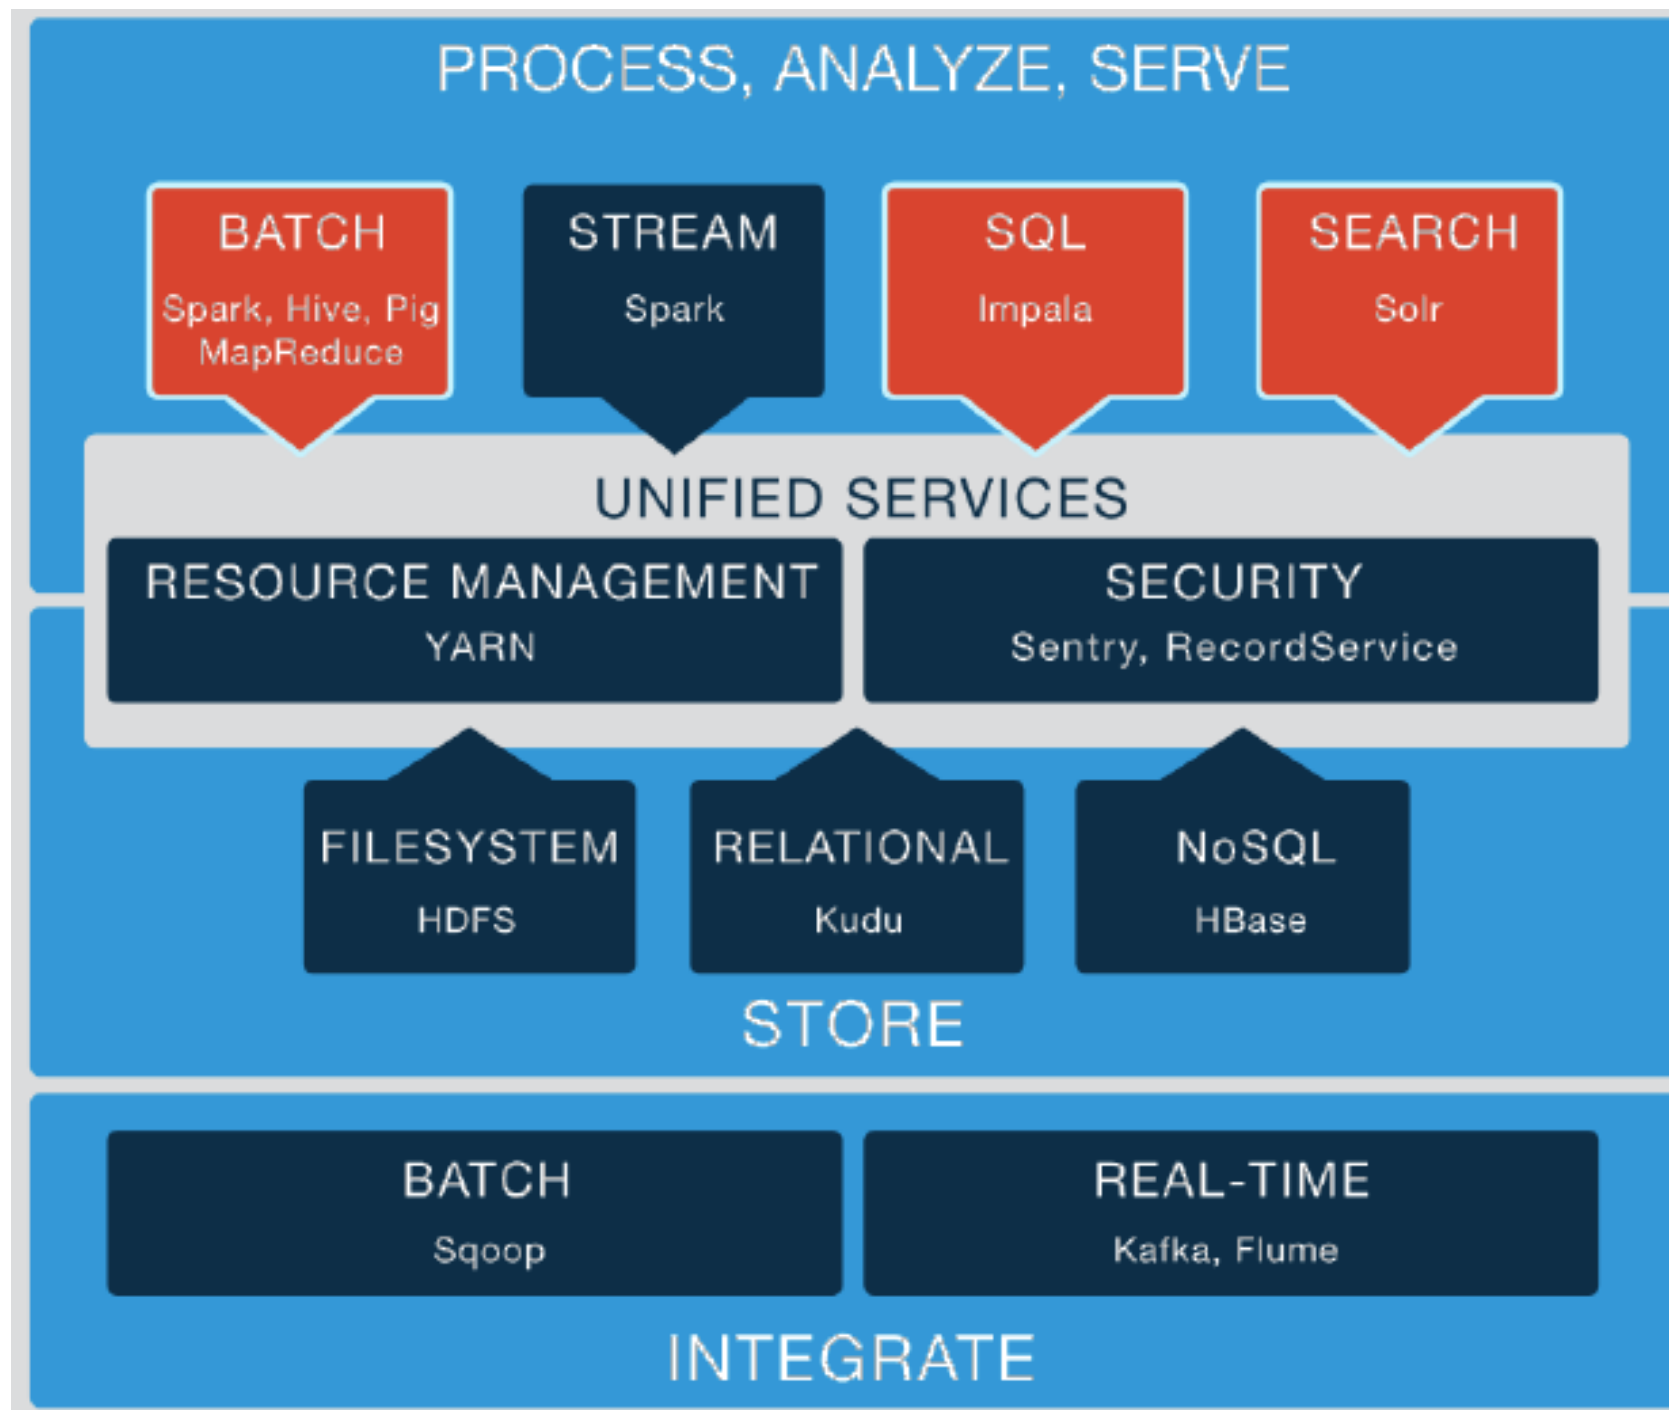 PROCESS, ANALYZE, SERVE
BATCH
Spark, Hive, Pig
MapReduce
STREAM
Spark
SQL
Impala
SEARCH
Solr
UNIFIED SERVICES
RESOURCE MANAGEMENT
YARN
SECURITY
Sentry, RecordService
FILESYSTEM
HDFS
RELATIONAL
Kudu
NoSQL
HBase
STORE
BATCH
Sqoop
REAL-TIME
Kafka, Flume
INTEGRATE